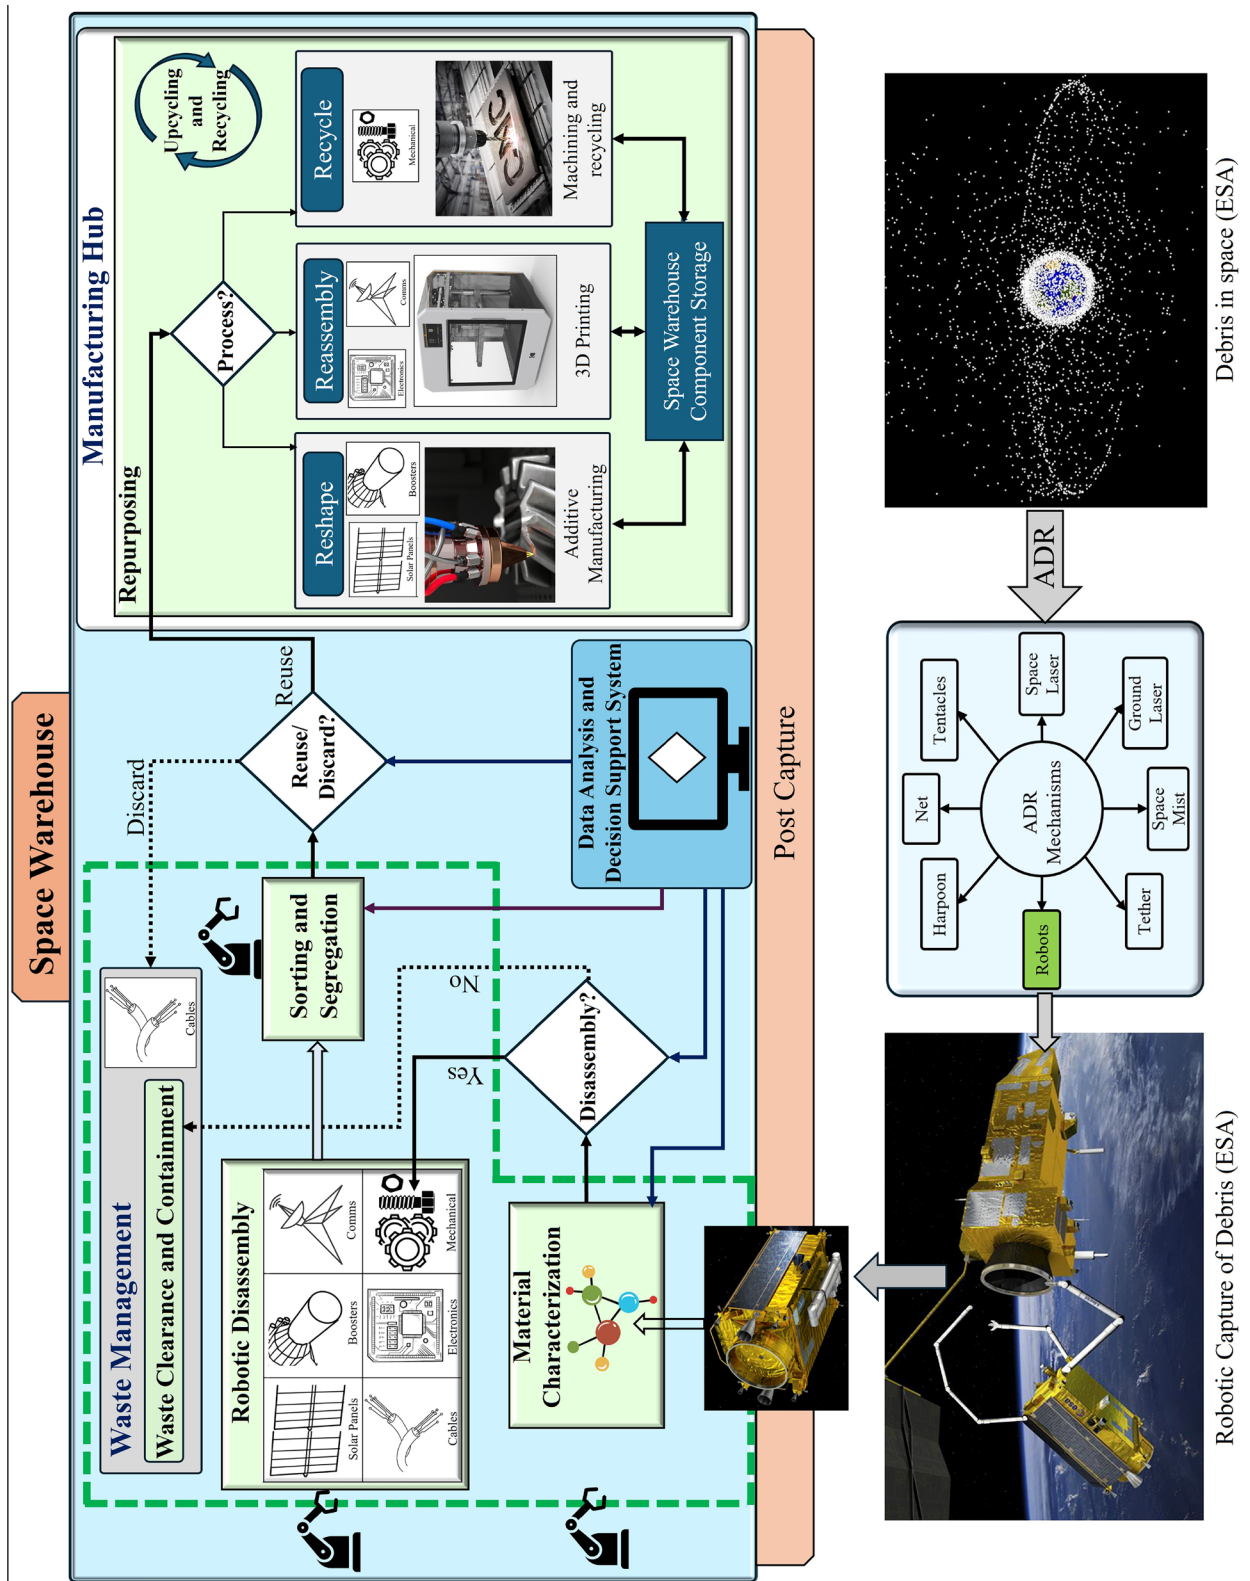 Space Warehouse
Waste Management
Waste Clearance and Containment
Cables
Discard
Robotic Disassembly
Solar Panels
Boosters
Comms
Cables
Electronics
Mechanical
Sorting and
Segregation
Reuse/
Discard?
Reuse
Material
Characterization
Disassembly?
Yes
No
Data Analysis and
Decision Support System
Manufacturing Hub
Repurposing
Upcycling
and
Recycling
Process?
Reshape
Solar Panels
Boosters
Additive
Manufacturing
Reassembly
Electronics
Comms
3D Printing
Recycle
Mechanical
CNC
Machining and
recycling
Space Warehouse
Component Storage
Post Capture
Robotic Capture of Debris (ESA)
ADR
Mechanisms
Robots
Harpoon
Net
Tentacles
Space
Laser
Ground
Laser
Space
Mist
Tether
ADR
Debris in space (ESA)